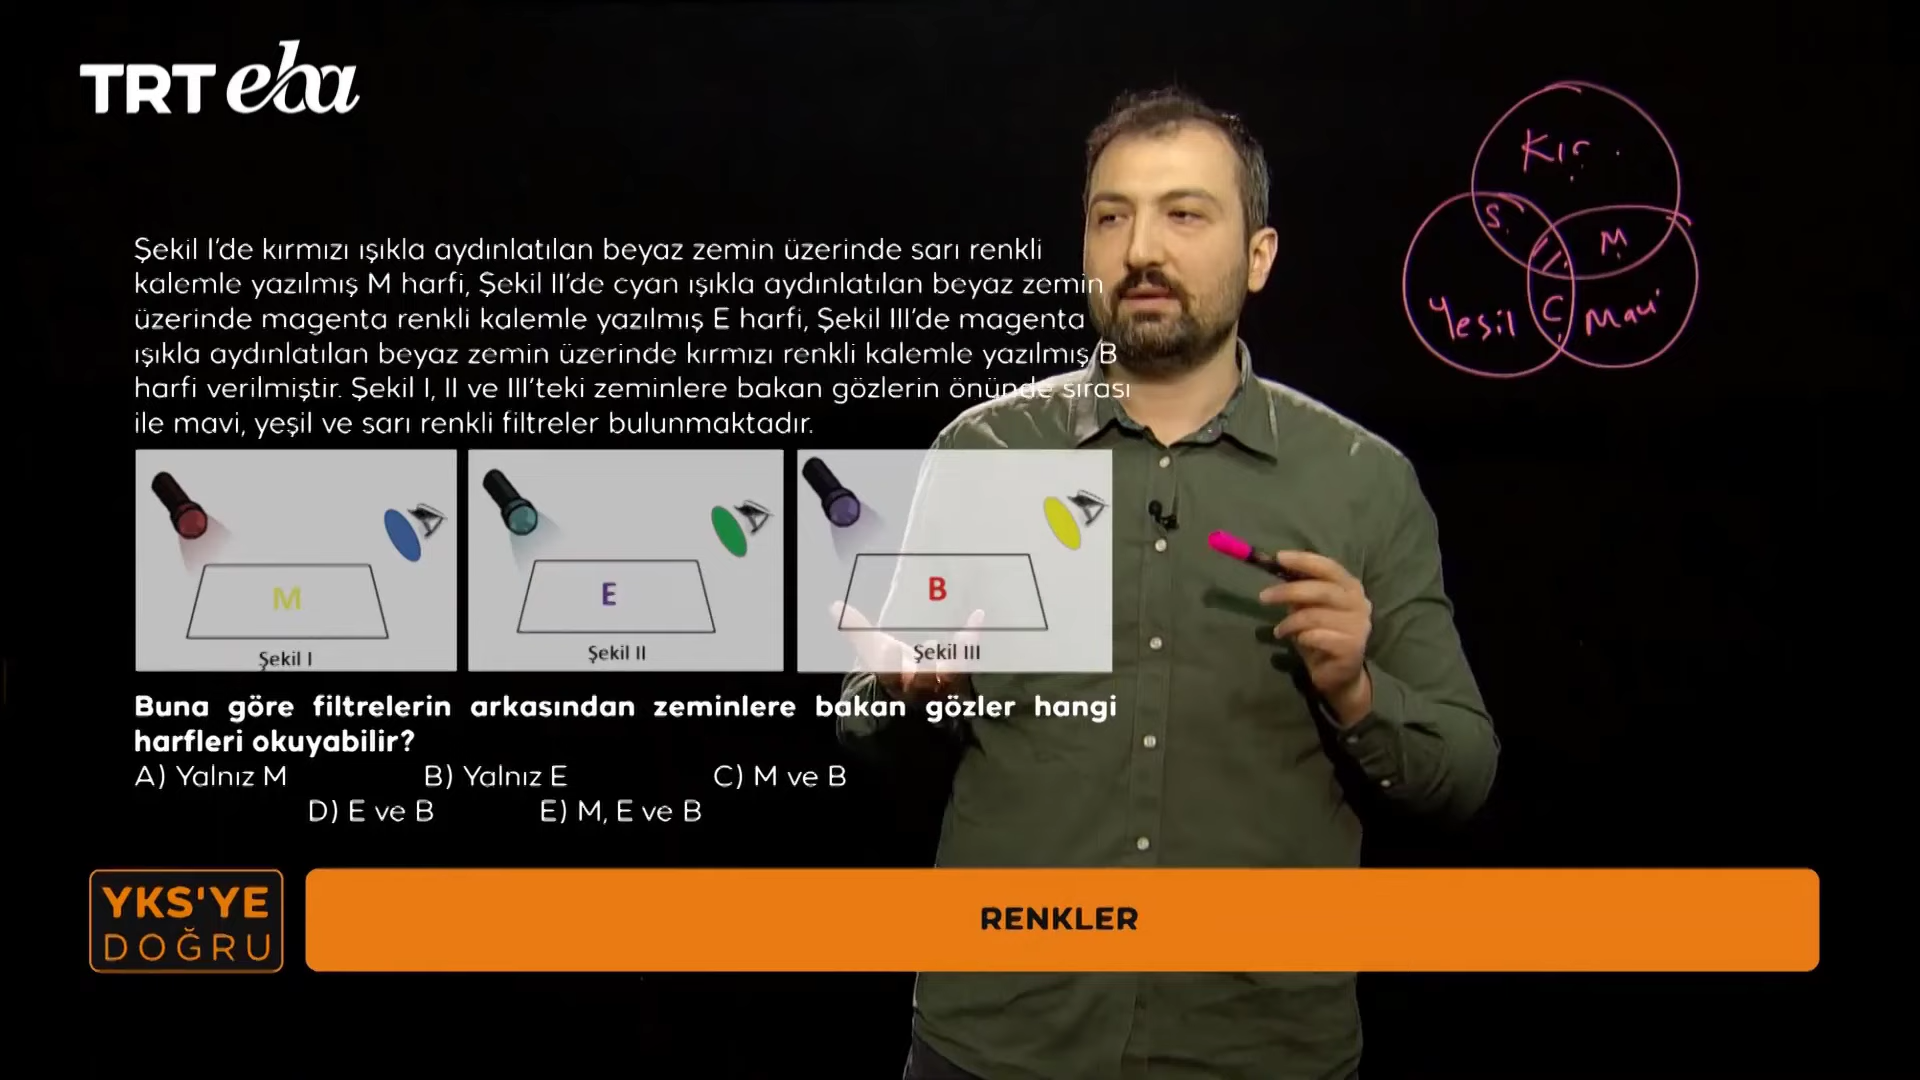 TRT eba
Kır.
S.
M
Yeşil
C
Mavi
Şekil I'de kırmızı ışıkla aydınlatılan beyaz zemin üzerinde sarı renkli
kalemle yazılmış M harfi, Şekil II'de cyan ışıkla aydınlatılan beyaz zemin
üzerinde magenta renkli kalemle yazılmış E harfi, Şekil III'de magenta
ışıkla aydınlatılan beyaz zemin üzerinde kırmızı renkli kalemle yazılmış B
harfi verilmiştir. Şekil I, II ve III'teki zeminlere bakan gözlerin önünde sırası
ile mavi, yeşil ve sarı renkli filtreler bulunmaktadır.
M
Şekil I
E
Şekil II
B
Şekil III
Buna göre filtrelerin arkasından zeminlere bakan gözler hangi
harfleri okuyabilir?
A) Yalnız M B) Yalnız E C) M ve B
D) E ve B E) M, E ve B
YKS'YE
DOĞRU
RENKLER